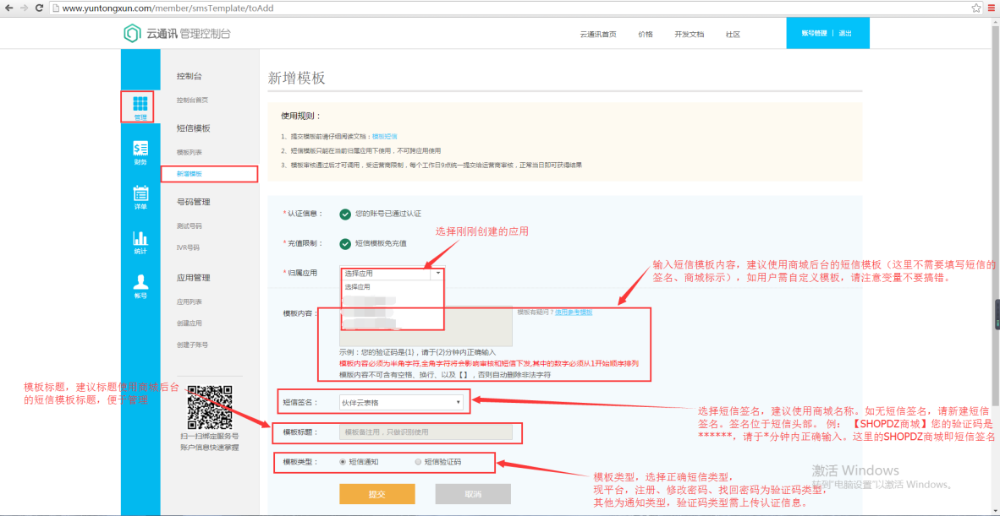 www.yuntongxun.com/member/smsTemplate/toAdd
云通讯 管理控制台
云通讯首页 价格 开发文档 社区 账号管理 | 退出
管理
财务
详单
统计
帐号
控制台
控制台首页
短信模板
模板列表
新增模板
号码管理
测试号码
IVR号码
应用管理
应用列表
创建应用
创建子账号
扫一扫绑定服务号
账户信息快速掌握
新增模板
使用规则：
1、提交模板前请仔细阅读文档：模板短信
2、短信模版只能在当前归属应用下使用，不可跨应用使用
3、模板审核通过后才可调用，受运营商限制，每个工作日9点统一提交给运营商审核，正常当日即可获得结果
*认证信息： 您的账号已通过认证
选择刚刚创建的应用
*充值限制： 短信模板免充值
*归属应用 选择应用
选择应用
输入短信模板内容，建议使用商城后台的短信模板（这里不需要填写短信的
签名、商城标示），如用户需自定义模板，请注意变量不要搞错。
模板内容： 模板有疑问？使用参考模板
示例：您的验证码是{1}，请于{2}分钟内正确输入
模板内容必须为半角字符,全角字符将会影响审核和短信下发,其中的数字必须从1开始顺序排列
模版内容不可含有空格、换行、以及【 】，否则自动删除非法字符
模板标题，建议标题使用商城后台
的短信模板标题，便于管理
短信签名： 伙伴云表格
选择短信签名，建议使用商城名称。如无短信签名，请新建短信
签名。签名位于短信头部。 例： 【SHOPDZ商城】您的验证码是
******，请于*分钟内正确输入。这里的SHOPDZ商城即短信签名
模板标题： 模板备注用，只做识别使用
模板类型： 短信通知 短信验证码
模板类型，选择正确短信类型，
现平台，注册、修改密码、找回密码为验证码类型，
其他为通知类型，验证码类型需上传认证信息。
提交 取消
激活 Windows
转到"电脑设置"以激活 Windows。